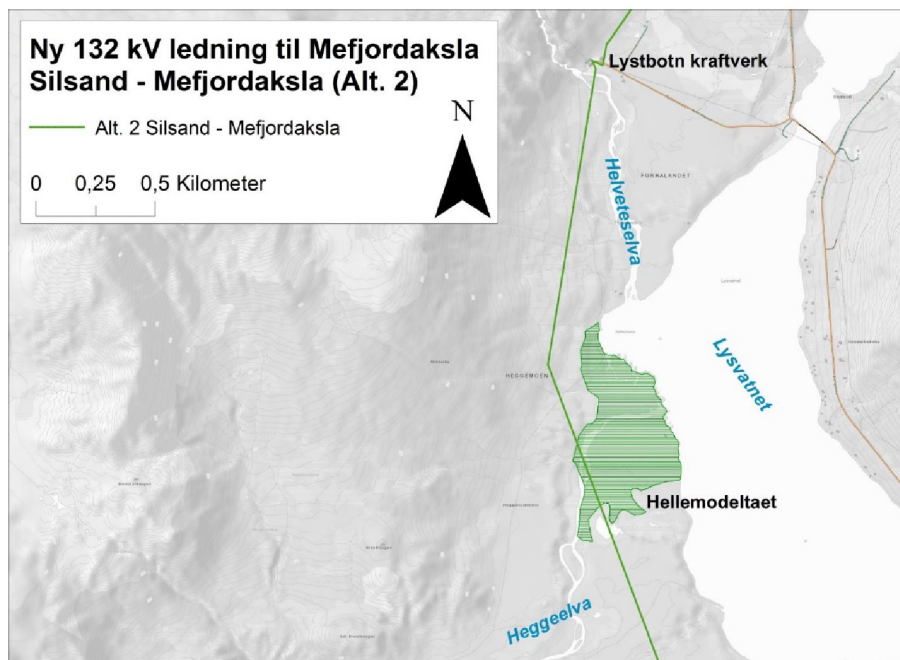 Ny 132 kV ledning til Mefjordaksla
Silsand - Mefjordaksla (Alt. 2)
Alt. 2 Silsand - Mefjordaksla
N
0 0,25 0,5 Kilometer
Lystbotn kraftverk
Helveteselva
Lysvatnet
HEGGEMOEN
Hellemodeltaet
Heggeelva